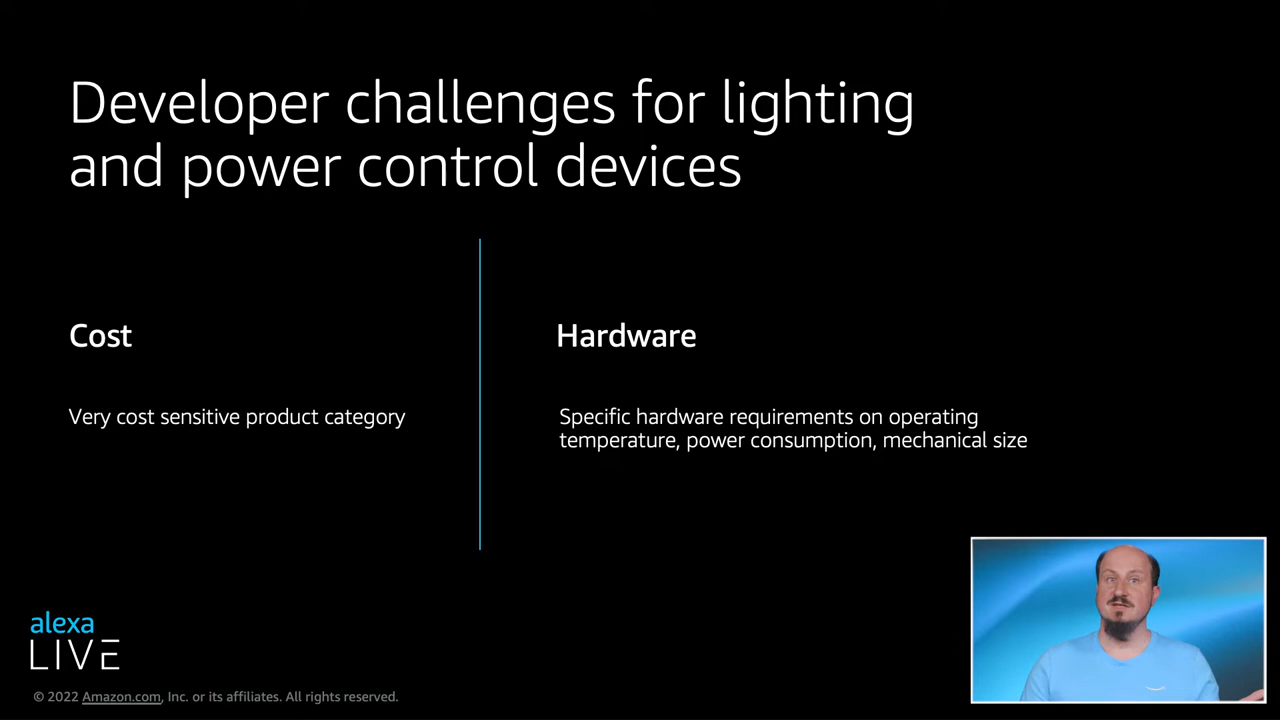 Developer challenges for lighting
and power control devices
Cost
Very cost sensitive product category
Hardware
Specific hardware requirements on operating
temperature, power consumption, mechanical size
alexa
LIVE
© 2022 Amazon.com, Inc. or its affiliates. All rights reserved.